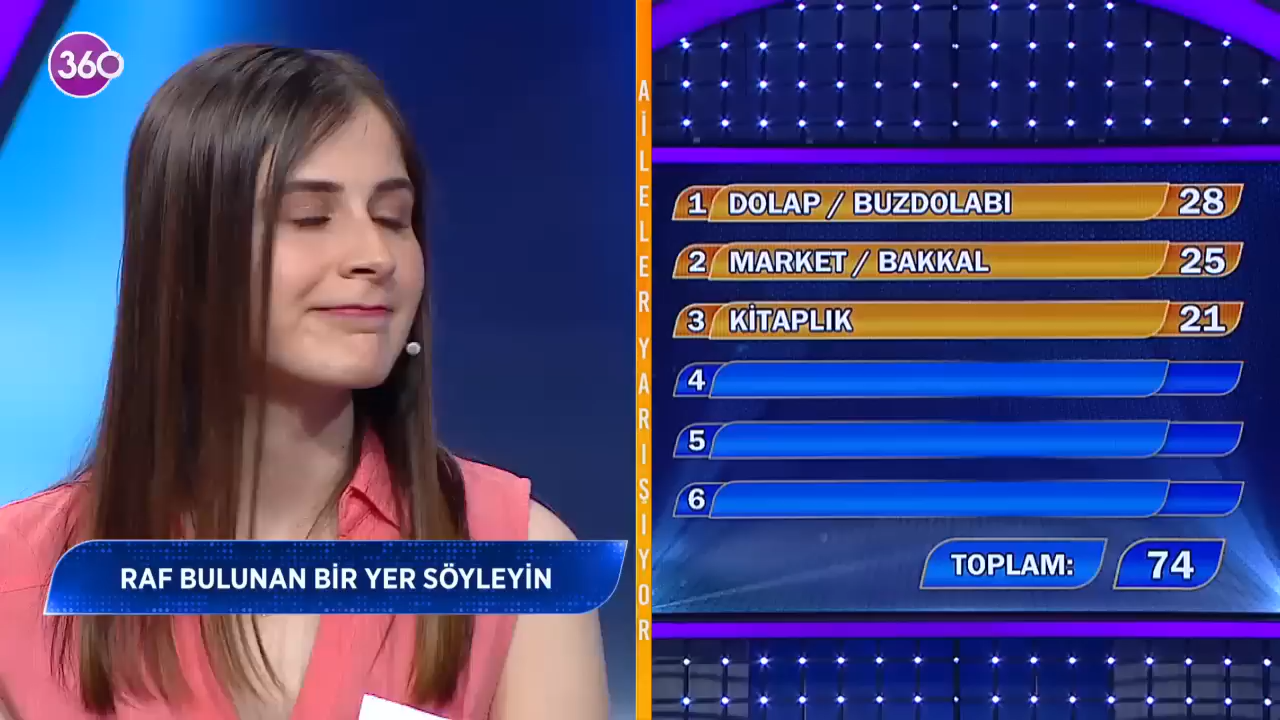 360
AİLELER YARIŞIYOR
1 DOLAP / BUZDOLABI 28
2 MARKET / BAKKAL 25
3 KİTAPLIK 21
4
5
6
TOPLAM: 74
RAF BULUNAN BİR YER SÖYLEYİN